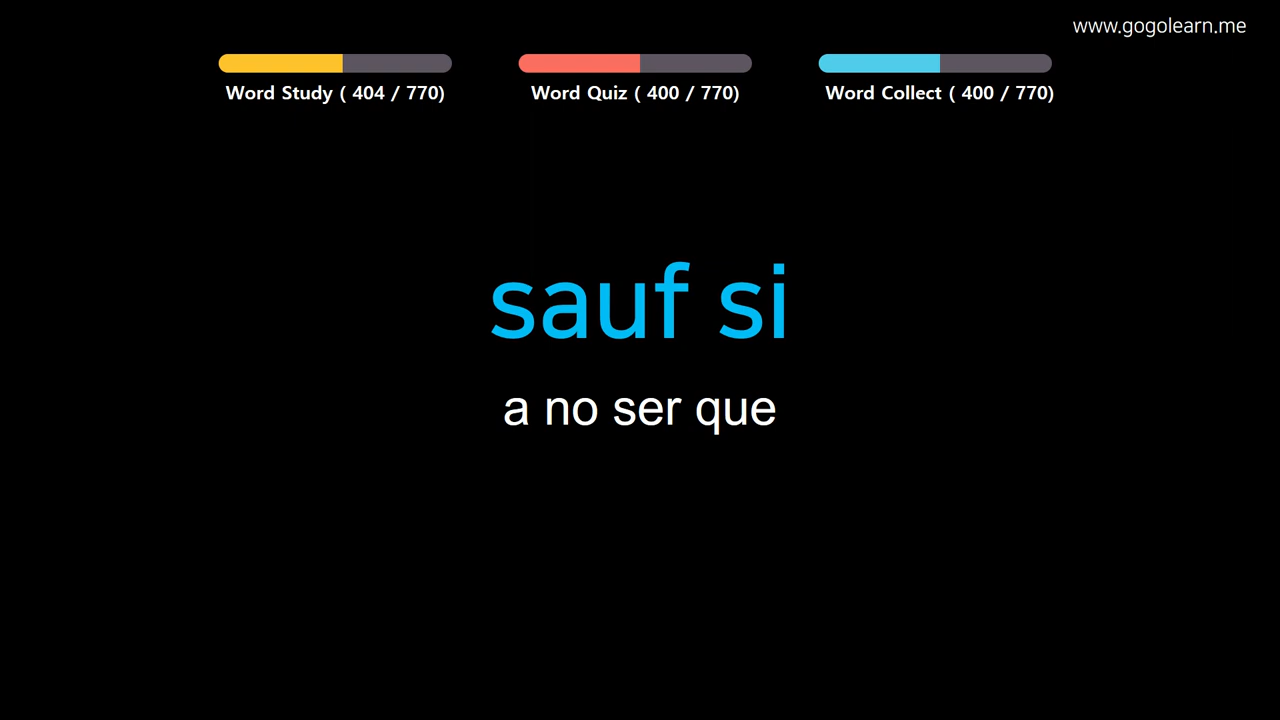 www.gogolearn.me
Word Study ( 404 / 770)
Word Quiz ( 400 / 770)
Word Collect ( 400 / 770)
sauf si
a no ser que